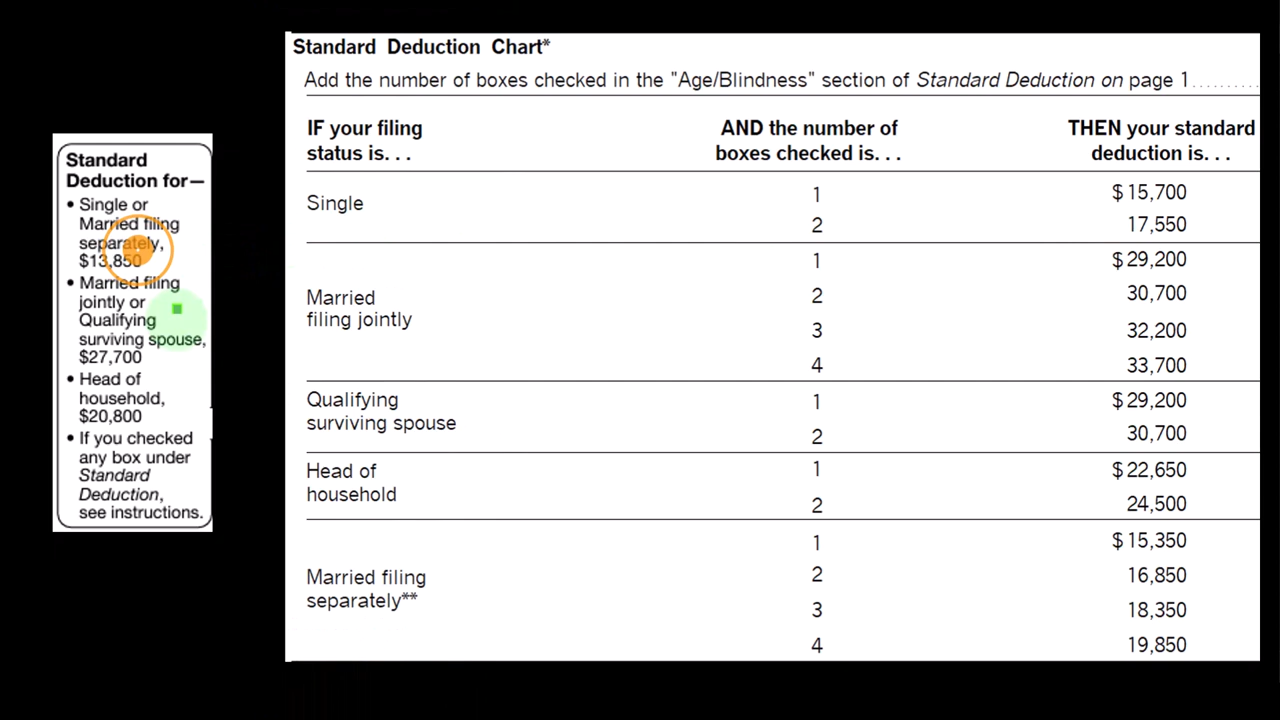 Standard
Deduction for—
• Single or
Married filing
separately,
$13,850
• Married filing
jointly or
Qualifying
surviving spouse,
$27,700
• Head of
household,
$20,800
• If you checked
any box under
Standard
Deduction,
see instructions.
Standard Deduction Chart*
Add the number of boxes checked in the "Age/Blindness" section of Standard Deduction on page 1..........
IF your filing AND the number of THEN your standard
status is. . . boxes checked is. . . deduction is. . .
Single 1 $15,700
2 17,550
Married
filing jointly
1 $29,200
2 30,700
3 32,200
4 33,700
Qualifying 1 $29,200
surviving spouse 2 30,700
Head of 1 $22,650
household 2 24,500
Married filing
separately**
1 $15,350
2 16,850
3 18,350
4 19,850